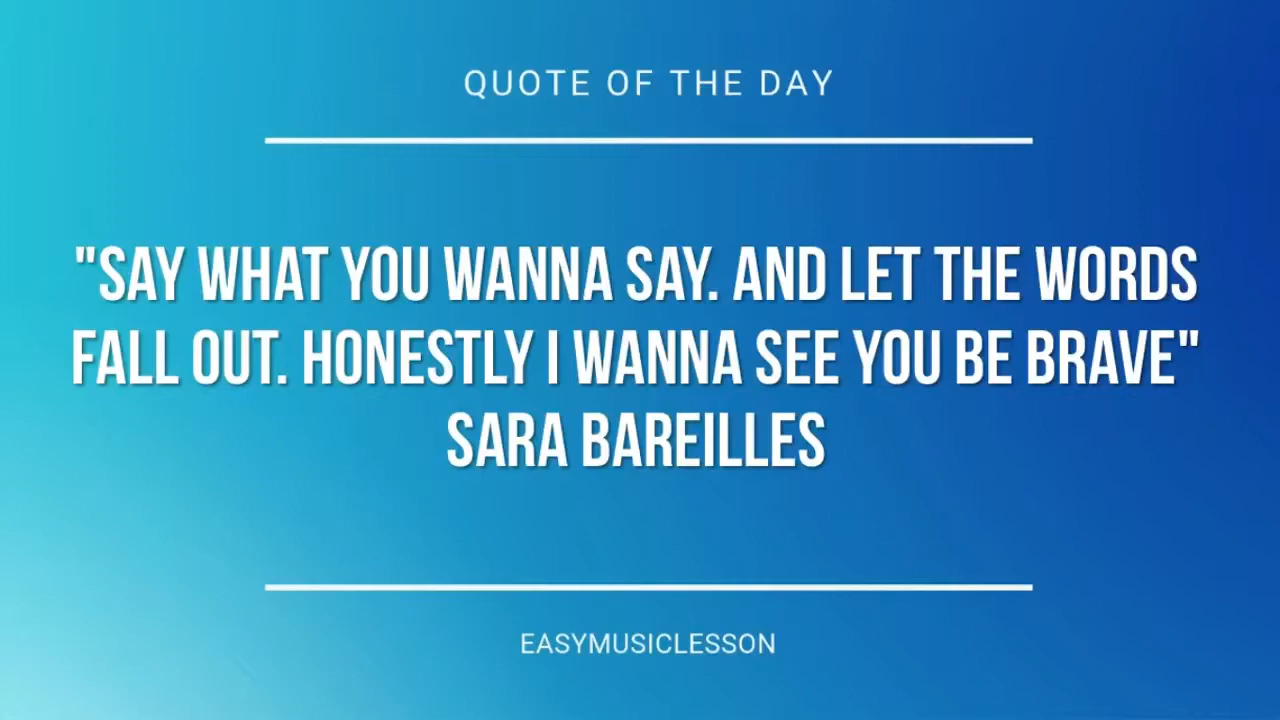 QUOTE OF THE DAY
"SAY WHAT YOU WANNA SAY. AND LET THE WORDS
FALL OUT. HONESTLY I WANNA SEE YOU BE BRAVE"
SARA BAREILLES
EASYMUSICLESSON